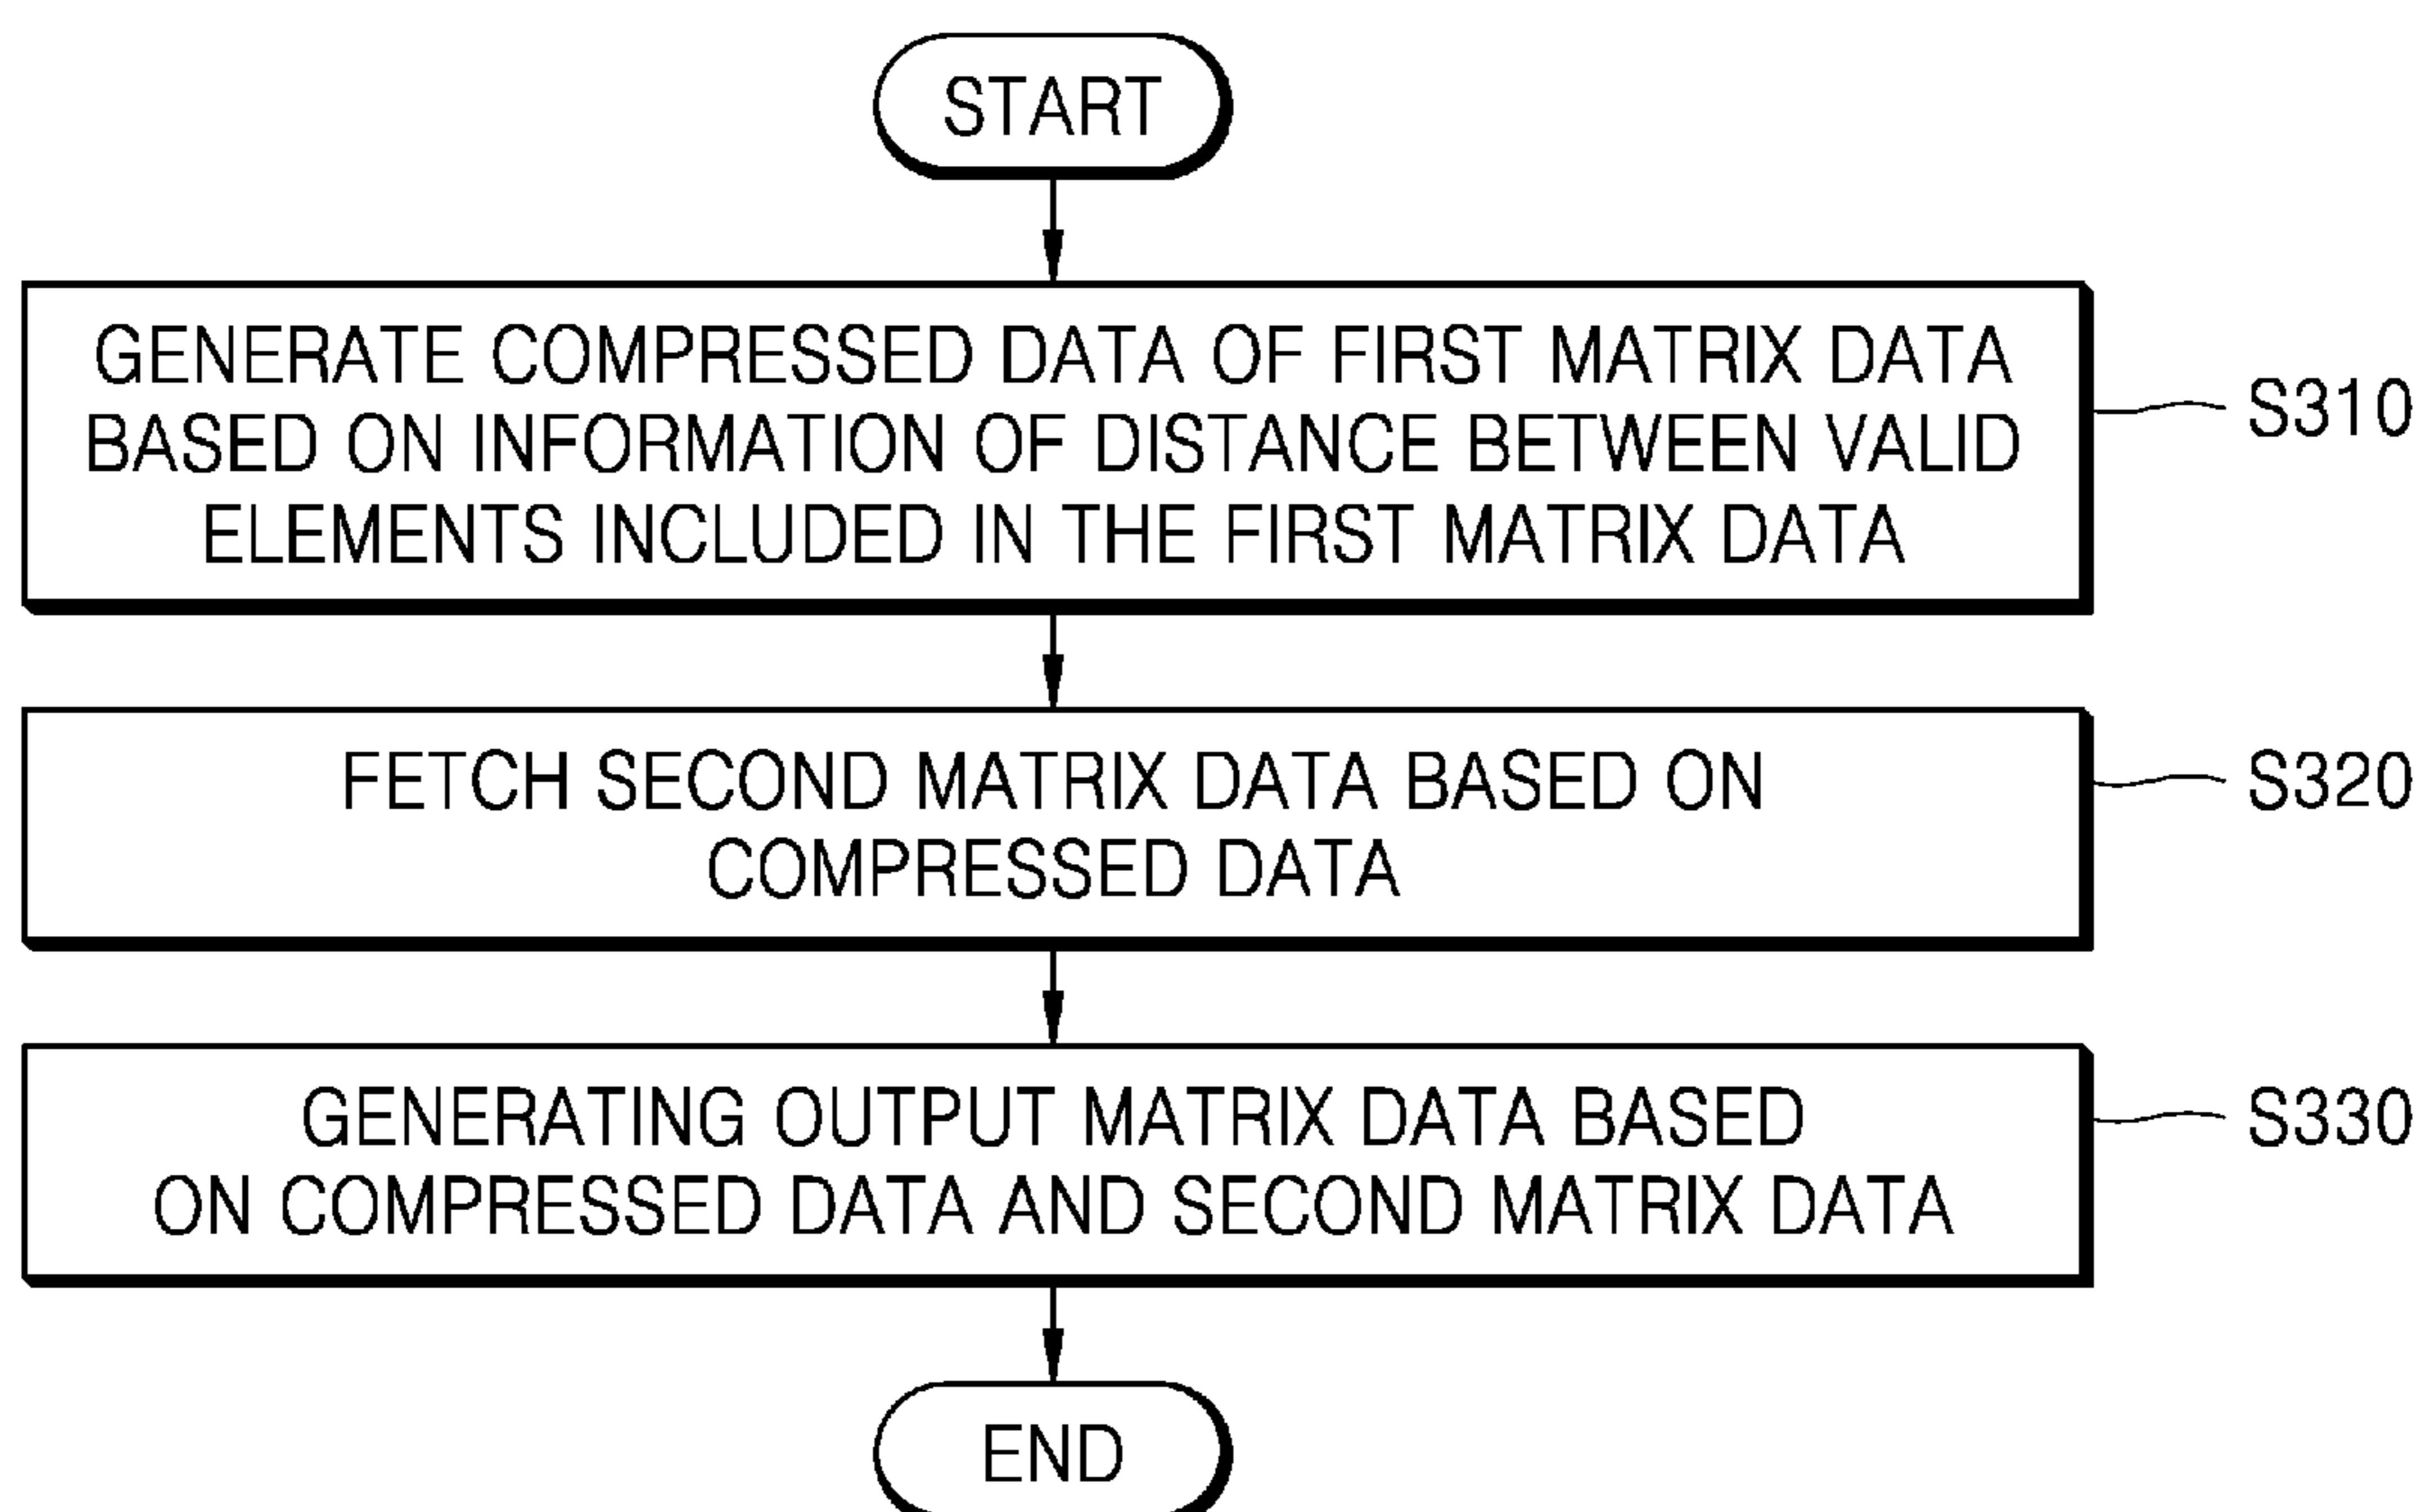 START
GENERATE COMPRESSED DATA OF FIRST MATRIX DATA
BASED ON INFORMATION OF DISTANCE BETWEEN VALID
ELEMENTS INCLUDED IN THE FIRST MATRIX DATA
S310
FETCH SECOND MATRIX DATA BASED ON
COMPRESSED DATA
S320
GENERATING OUTPUT MATRIX DATA BASED
ON COMPRESSED DATA AND SECOND MATRIX DATA
S330
END